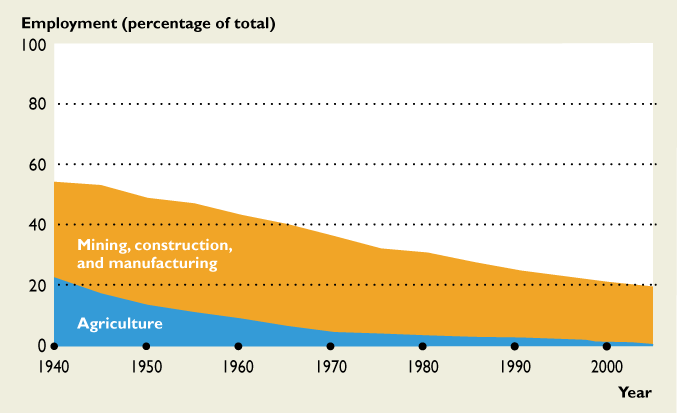 Employment (percentage of total)
100
80
60
40
20
0
Mining, construction,
and manufacturing
Agriculture
1940 1950 1960 1970 1980 1990 2000
Year